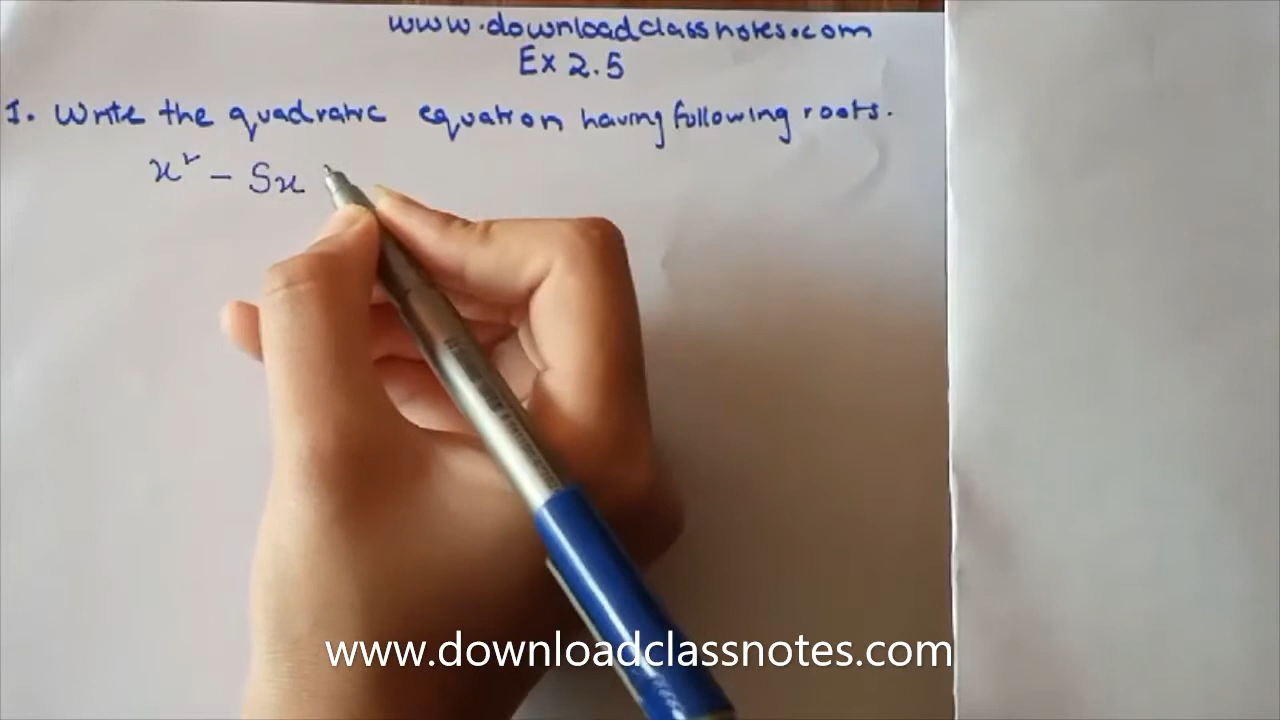 www.downloadclassnotes.com
Ex 2.5
1. Write the quadratic equation having following roots.
x² - Sx
www.downloadclassnotes.com